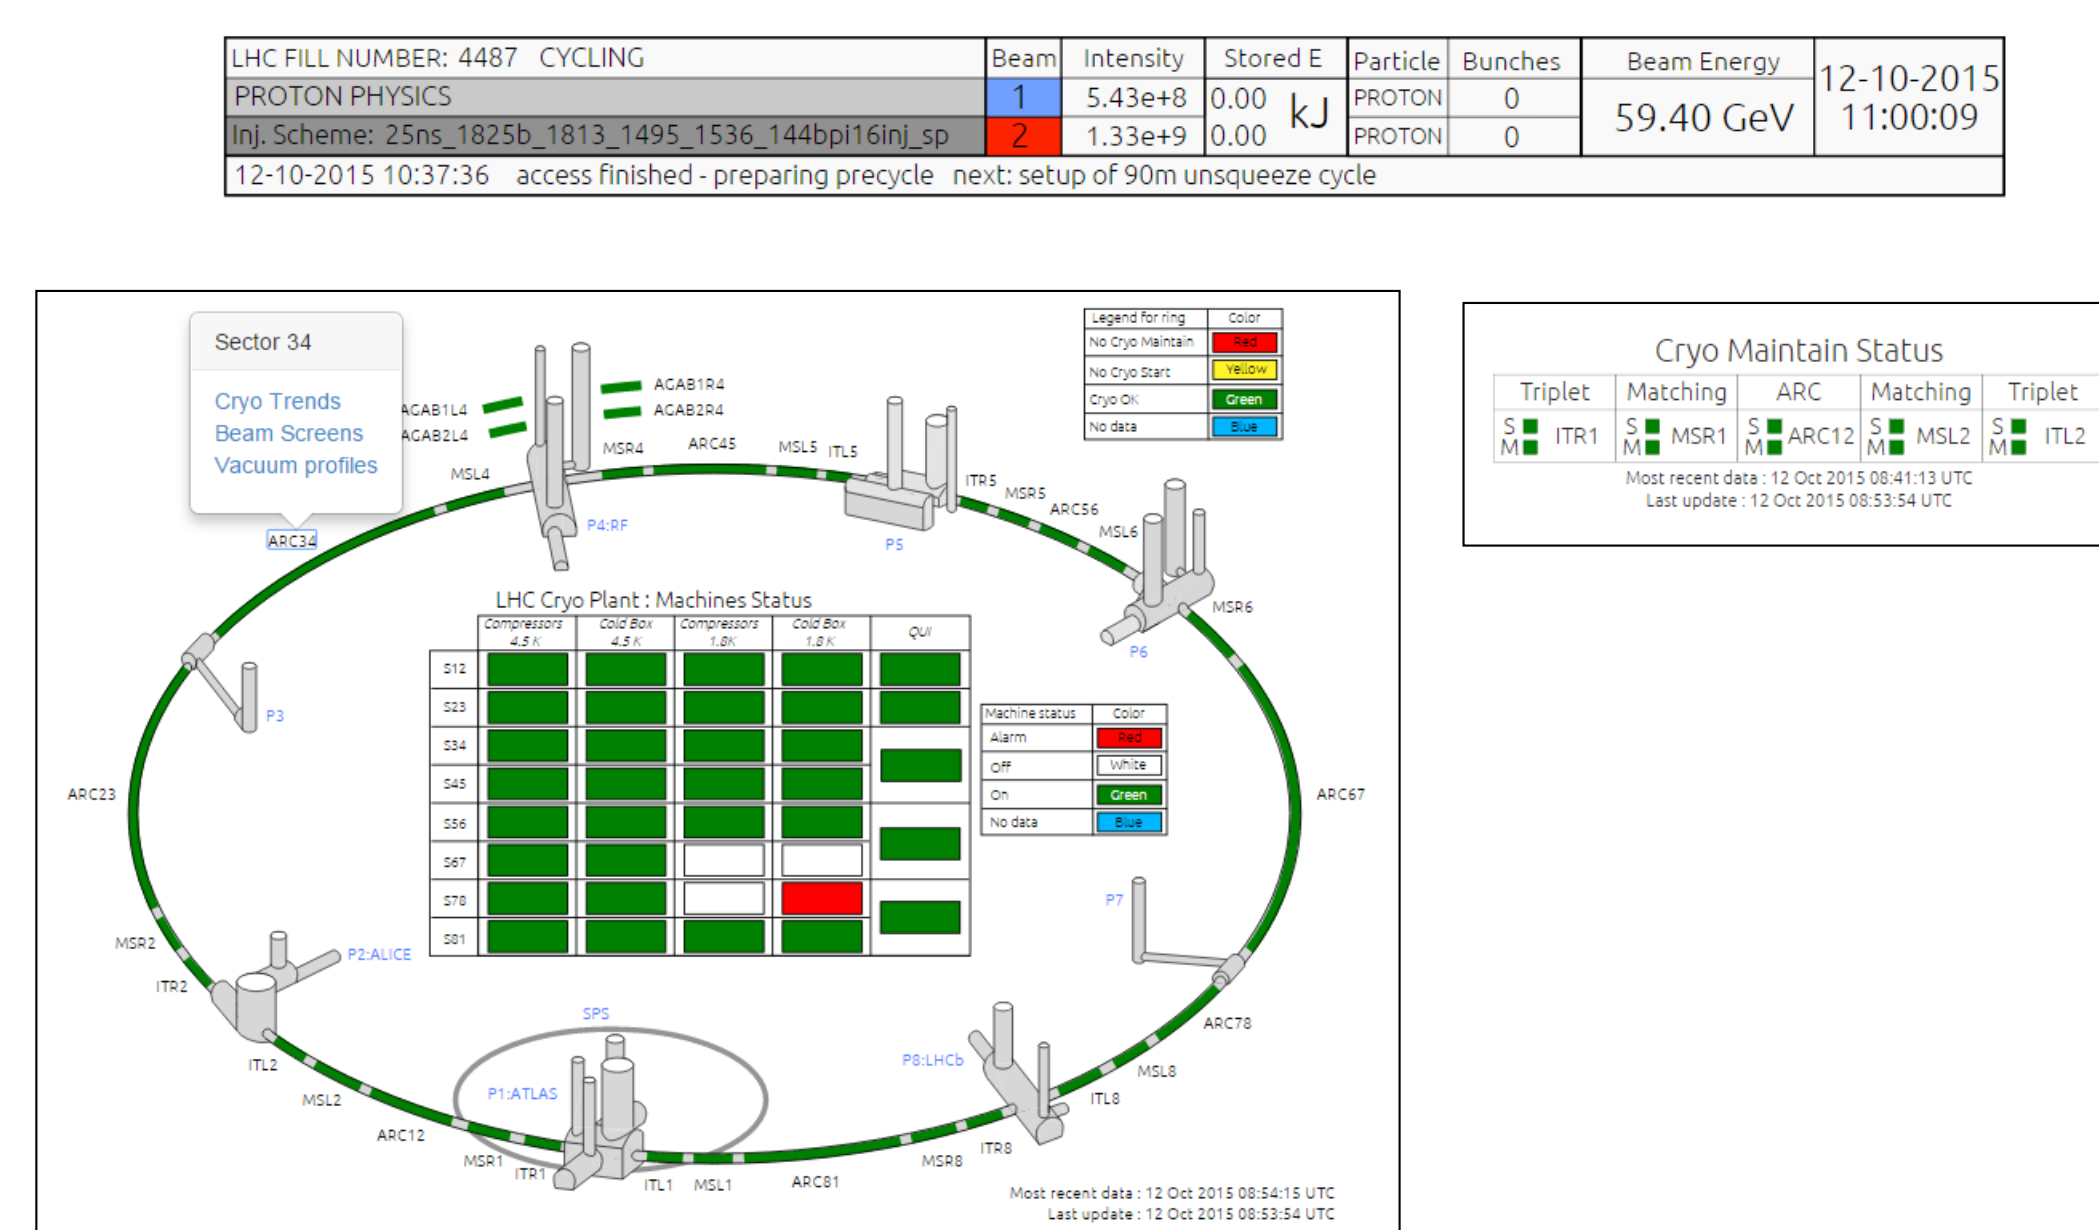 LHC FILL NUMBER: 4487 CYCLING Beam Intensity Stored E Particle Bunches Beam Energy 12-10-2015
PROTON PHYSICS 1 5.43e+8 0.00 kJ PROTON 0 59.40 GeV 11:00:09
Inj. Scheme: 25ns_1825b_1813_1495_1536_144bpi16inj_sp 2 1.33e+9 0.00 PROTON 0
12-10-2015 10:37:36 access finished - preparing precycle next: setup of 90m unsqueeze cycle
Sector 34
Cryo Trends
Beam Screens
Vacuum profiles
Legend for ring Color
No Cryo Maintain Red
No Cryo Start Yellow
Cryo OK Green
No data Blue
AGAB1L4
AGAB2L4
AGAB1R4
AGAB2R4
MSL4
MSR4
ARC45
MSL5
ITL5
ITR5
MSR5
ARC56
MSL6
ARC34
P4:RF
P5
P6
MSR6
P3
ARC23
ARC67
LHC Cryo Plant : Machines Status
Compressors 4.5 K Cold Box 4.5 K Compressors 1.8K Cold Box 1.8 K QUI
S12
S23
S34
S45
S56
S67
S78
S81
Machine status Color
Alarm Red
Off White
On Green
No data Blue
P7
MSR2
P2:ALICE
ITR2
SPS
ARC78
ITL2
P8:LHCb
MSL8
P1:ATLAS
MSL2
ITL8
ARC12
MSR1
ITR1
ITL1
MSL1
ARC81
MSR8
ITR8
Most recent data : 12 Oct 2015 08:54:15 UTC
Last update : 12 Oct 2015 08:53:54 UTC
Cryo Maintain Status
Triplet Matching ARC Matching Triplet
S M ITR1 S M MSR1 S M ARC12 S M MSL2 S M ITL2
Most recent data : 12 Oct 2015 08:41:13 UTC
Last update : 12 Oct 2015 08:53:54 UTC